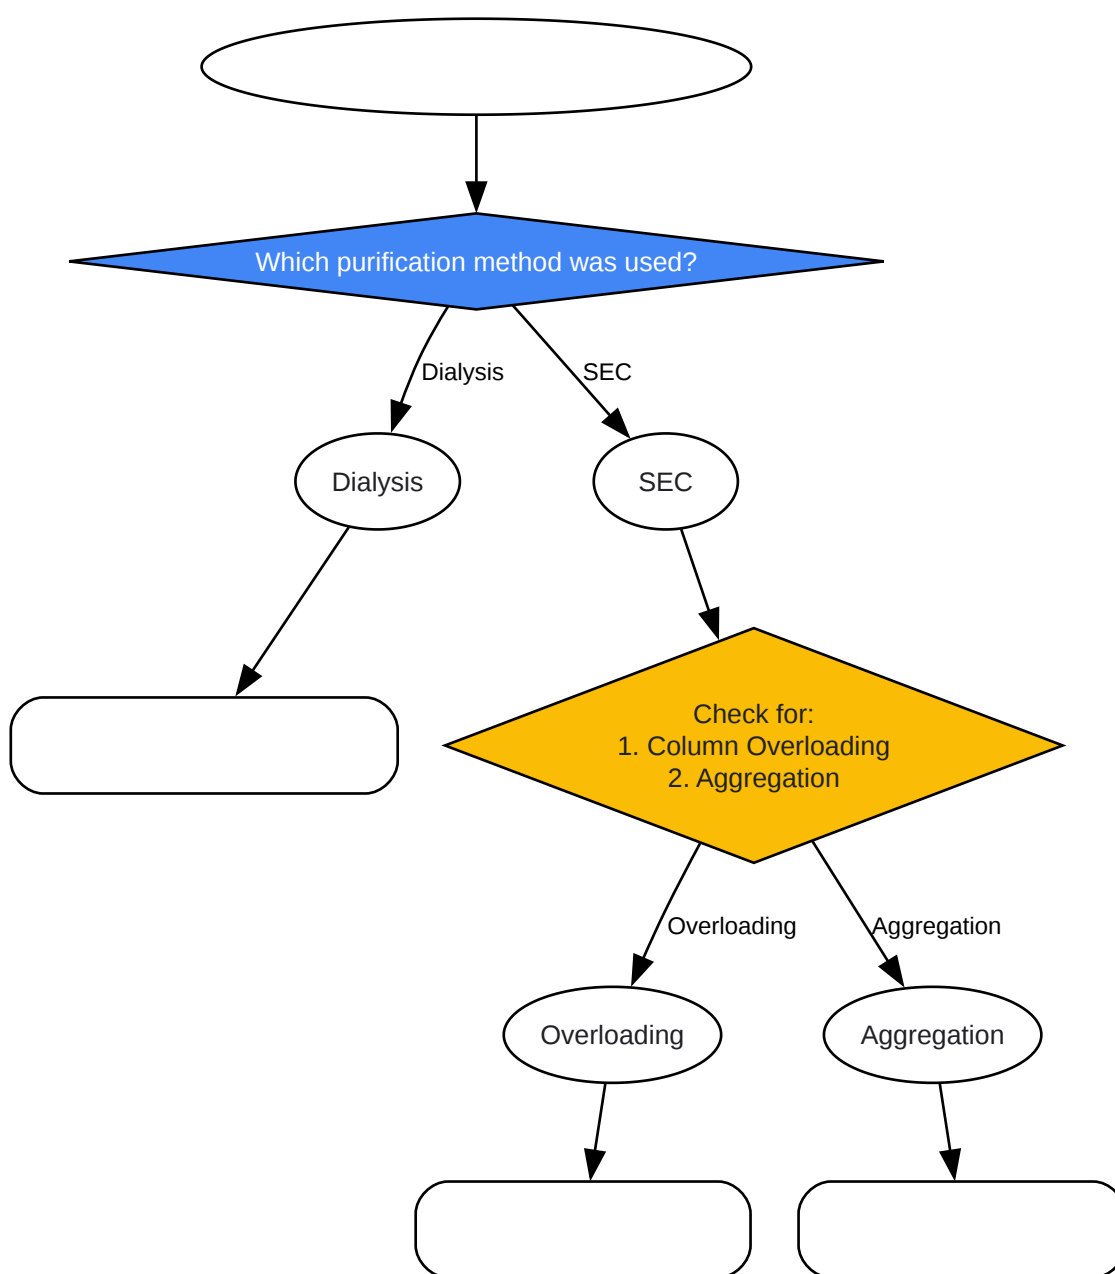 Which purification method was used?
Dialysis
SEC
Dialysis
SEC
Check for:
1. Column Overloading
2. Aggregation
Overloading
Aggregation
Overloading
Aggregation